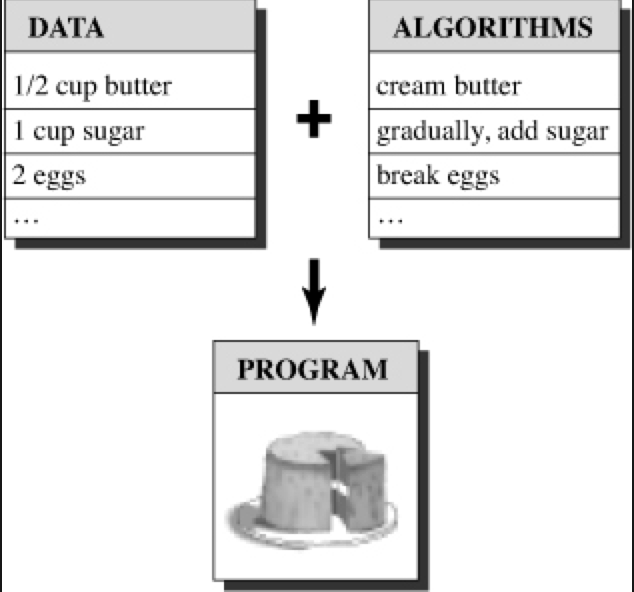 DATA
1/2 cup butter
1 cup sugar
2 eggs
...
+
ALGORITHMS
cream butter
gradually, add sugar
break eggs
...
PROGRAM